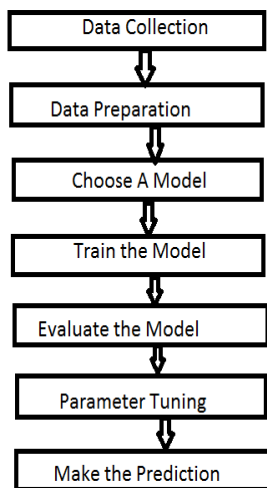 Data Collection
Data Preparation
Choose A Model
Train the Model
Evaluate the Model
Parameter Tuning
Make the Prediction